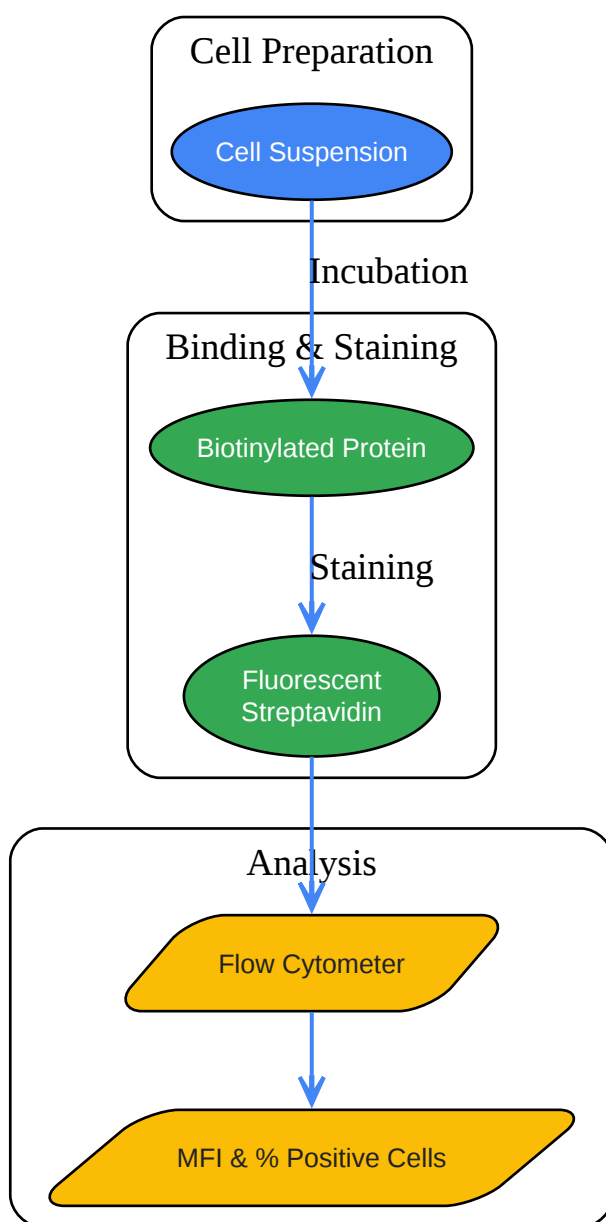 Cell Preparation
Cell Suspension
Incubation
Binding & Staining
Biotinylated Protein
Staining
Fluorescent
Streptavidin
Analysis
Flow Cytometer
MFI & % Positive Cells